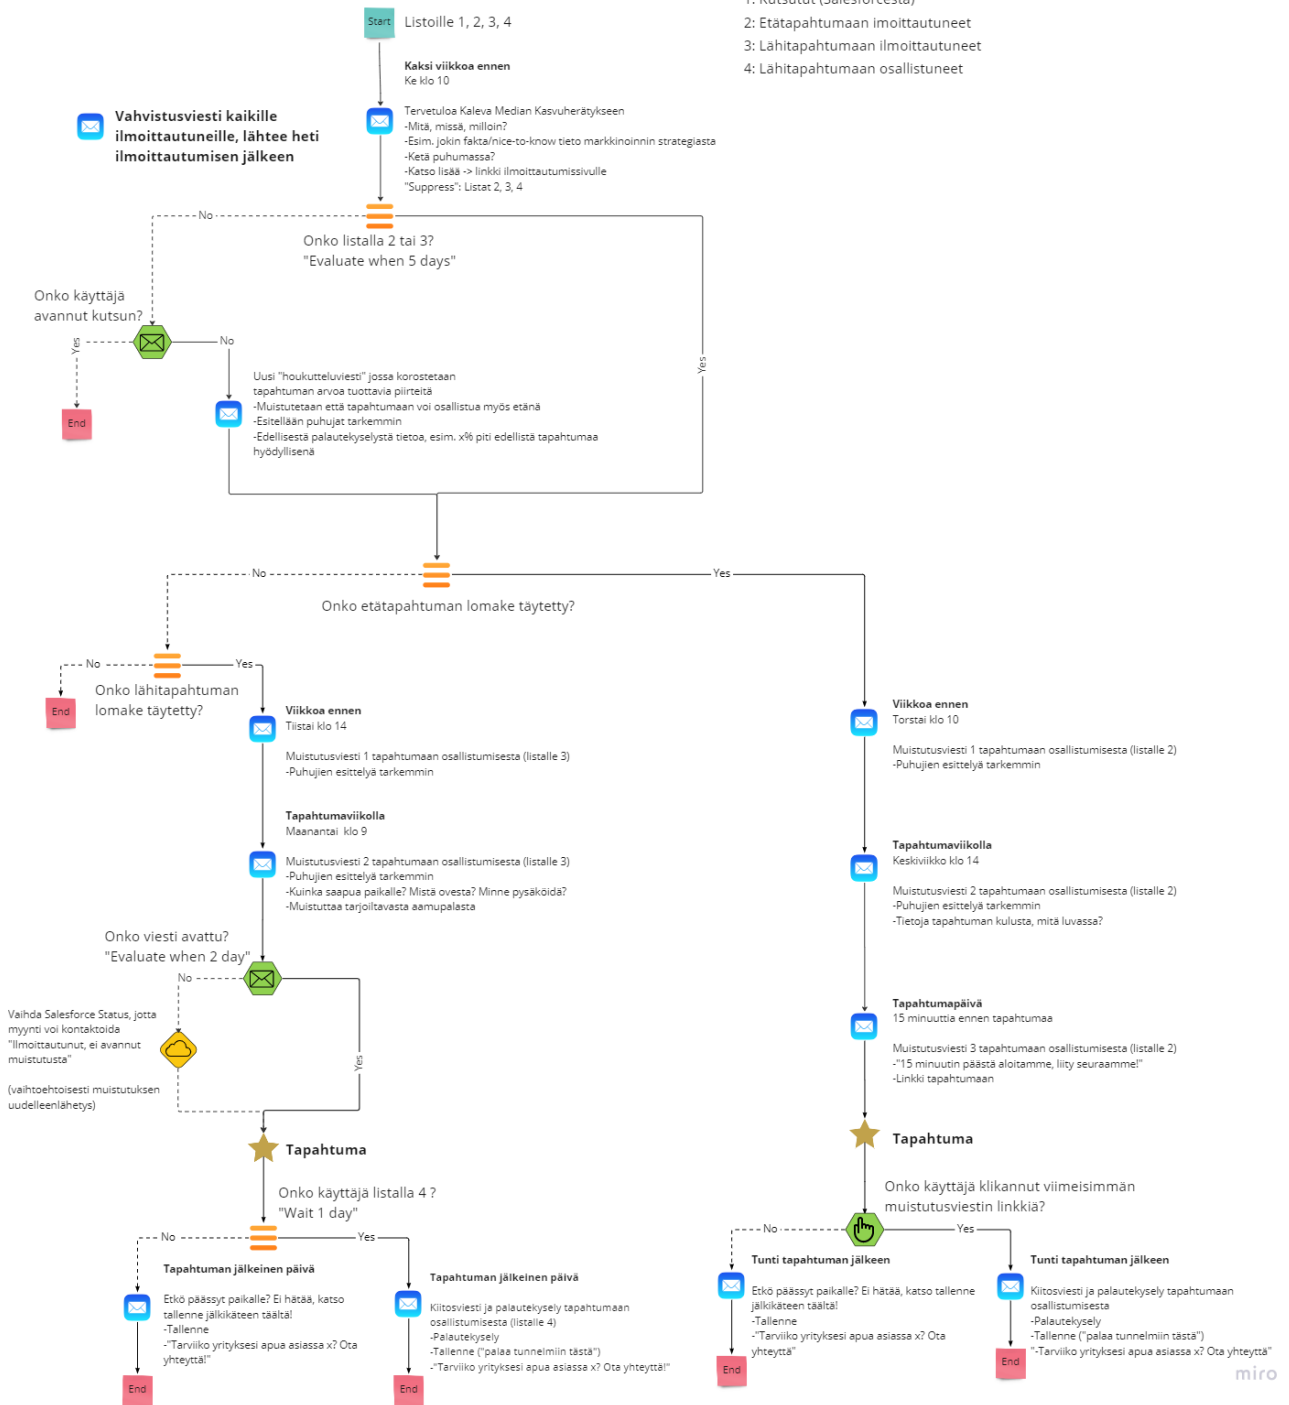 1: Kutsutut (Salesforcesta)
2: Etätapahtumaan imoittautuneet
3: Lähitapahtumaan ilmoittautuneet
4: Lähitapahtumaan osallistuneet
Start
Listoille 1, 2, 3, 4
Kaksi viikkoa ennen
Ke klo 10
Tervetuloa Kaleva Median Kasvuherätykseen
-Mitä, missä, milloin?
-Esim. jokin fakta/nice-to-know tieto markkinoinnin strategiasta
-Ketä puhumassa?
-Katso lisää -> linkki ilmoittautumissivulle
"Suppress": Listat 2, 3, 4
Vahvistusviesti kaikille
ilmoittautuneille, lähtee heti
ilmoittautumisen jälkeen
No
Onko listalla 2 tai 3?
"Evaluate when 5 days"
Yes
Onko käyttäjä
avannut kutsun?
Yes
No
End
Uusi "houkutteluviesti" jossa korostetaan
tapahtuman arvoa tuottavia piirteitä
-Muistutetaan että tapahtumaan voi osallistua myös etänä
-Esitellään puhujat tarkemmin
-Edellisestä palautekyselystä tietoa, esim. x% piti edellistä tapahtumaa
hyödyllisenä
No
Yes
Onko etätapahtuman lomake täytetty?
No
Yes
Onko lähitapahtuman
lomake täytetty?
End
Viikkoa ennen
Tiistai klo 14
Muistutusviesti 1 tapahtumaan osallistumisesta (listalle 3)
-Puhujien esittelyä tarkemmin
Tapahtumaviikolla
Maanantai  klo 9
Muistutusviesti 2 tapahtumaan osallistumisesta (listalle 3)
-Puhujien esittelyä tarkemmin
-Kuinka saapua paikalle? Mistä ovesta? Minne pysäköidä?
-Muistuttaa tarjoiltavasta aamupalasta
Onko viesti avattu?
"Evaluate when 2 day"
No
Yes
Vaihda Salesforce Status, jotta
myynti voi kontaktoida
"Ilmoittautunut, ei avannut
muistutusta"
(vaihtoehtoisesti muistutuksen
uudelleenlähetys)
Tapahtuma
Onko käyttäjä listalla 4 ?
"Wait 1 day"
No
Yes
Tapahtuman jälkeinen päivä
Etkö päässyt paikalle? Ei hätää, katso
tallenne jälkikäteen täältä!
-Tallenne
-"Tarviiko yrityksesi apua asiassa x? Ota
yhteyttä!"
End
Tapahtuman jälkeinen päivä
Kiitosviesti ja palautekysely tapahtumaan
osallistumisesta (listalle 4)
-Palautekysely
-Tallenne ("palaa tunnelmiin tästä")
-"Tarviiko yrityksesi apua asiassa x? Ota yhteyttä!"
End
Viikkoa ennen
Torstai klo 10
Muistutusviesti 1 tapahtumaan osallistumisesta (listalle 2)
-Puhujien esittelyä tarkemmin
Tapahtumaviikolla
Keskiviikko klo 14
Muistutusviesti 2 tapahtumaan osallistumisesta (listalle 2)
-Puhujien esittelyä tarkemmin
-Tietoja tapahtuman kulusta, mitä luvassa?
Tapahtumapäivä
15 minuuttia ennen tapahtumaa
Muistutusviesti 3 tapahtumaan osallistumisesta (listalle 2)
-"15 minuutin päästä aloitamme, liity seuraamme!"
-Linkki tapahtumaan
Tapahtuma
Onko käyttäjä klikannut viimeisimmän
muistutusviestin linkkiä?
No
Yes
Tunti tapahtuman jälkeen
Etkö päässyt paikalle? Ei hätää, katso tallenne
jälkikäteen täältä!
-Tallenne
-"Tarviiko yrityksesi apua asiassa x? Ota
yhteyttä"
End
Tunti tapahtuman jälkeen
Kiitosviesti ja palautekysely tapahtumaan
osallistumisesta
-Palautekysely
-Tallenne ("palaa tunnelmiin tästä")
"-Tarviiko yrityksesi apua asiassa x? Ota yhteyttä"
End
miro